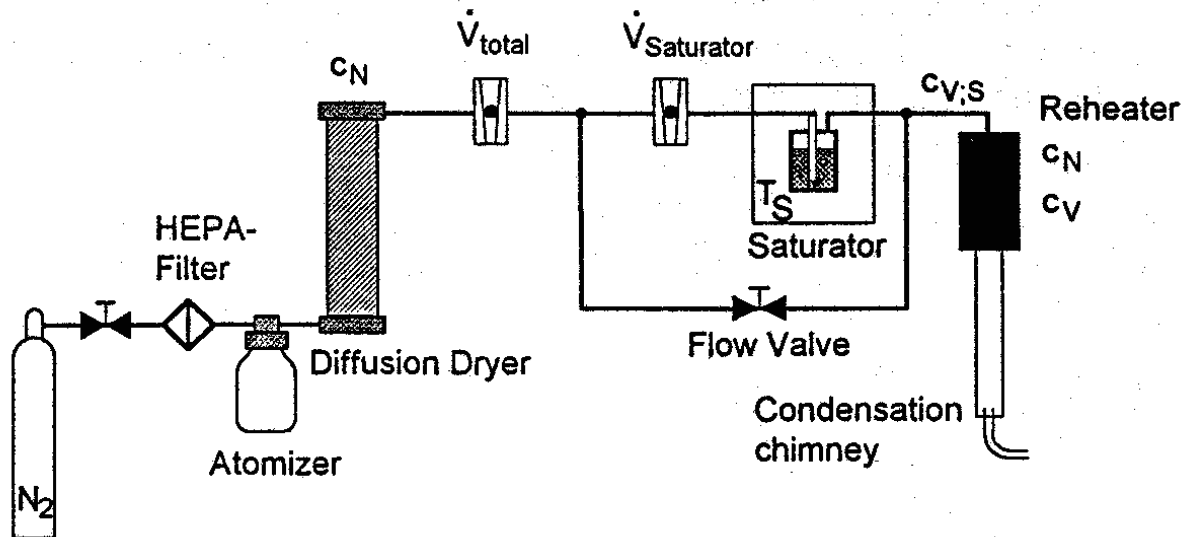 V̇total
V̇Saturator
cN
cV;S
Reheater
cN
cV
HEPA-
Filter
TS
Saturator
T
T
Flow Valve
Diffusion Dryer
Condensation
chimney
Atomizer
N2